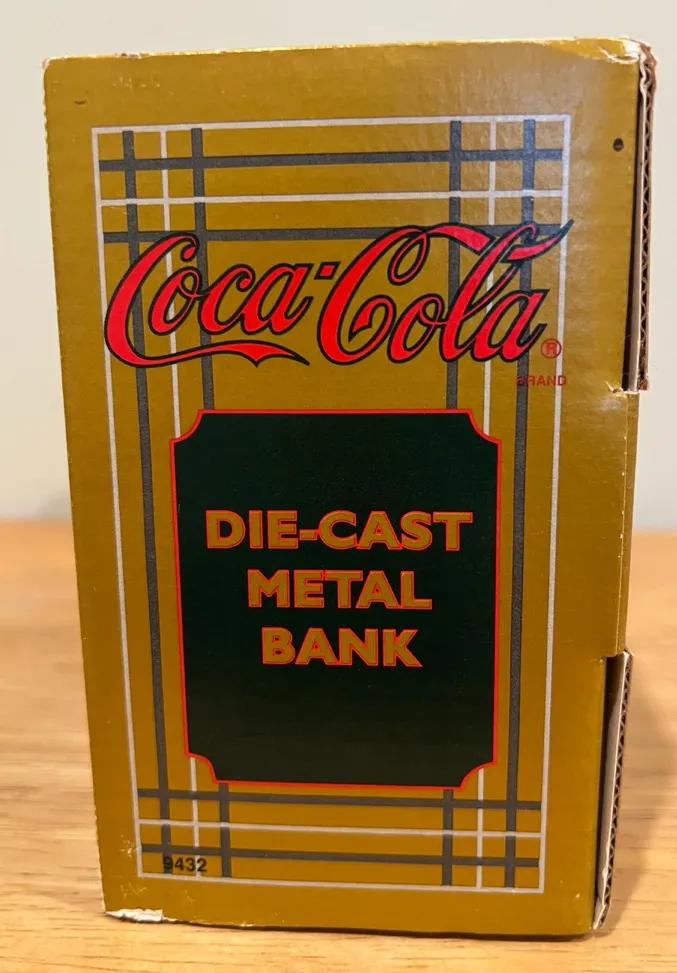 Coca-Cola®
BRAND
DIE-CAST
METAL
BANK
9432